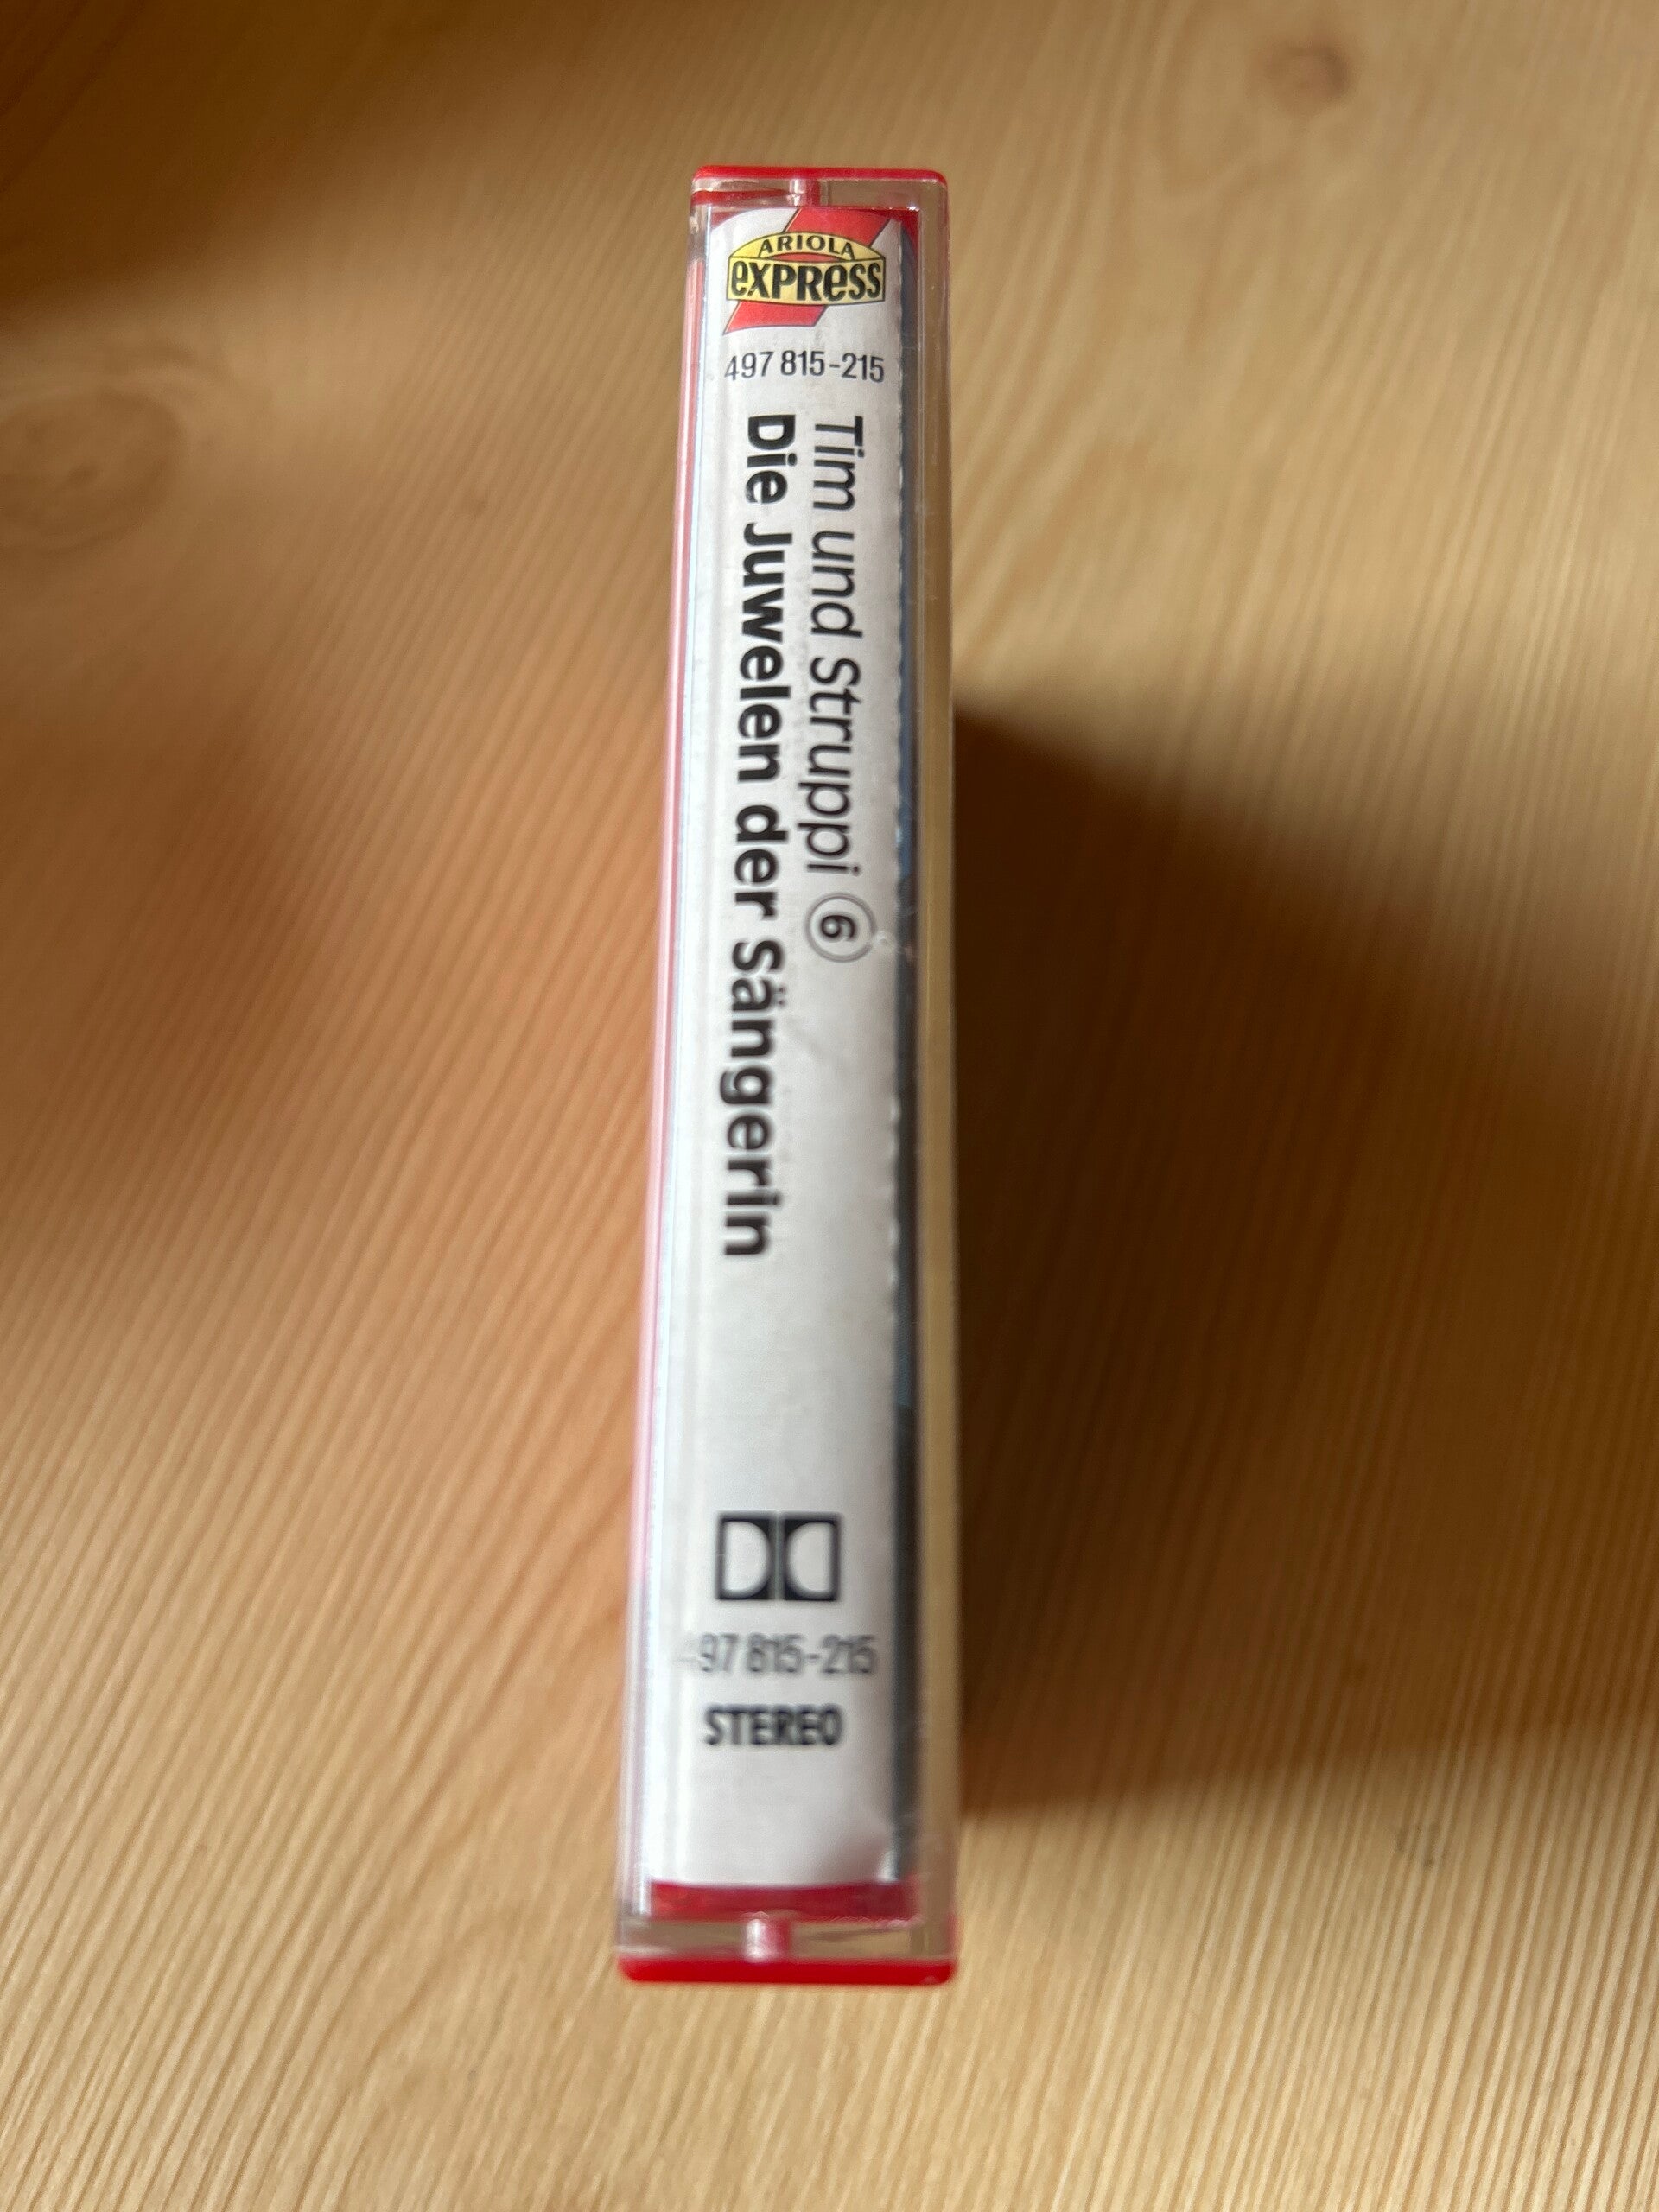 ARIOLA
express
497 815-215
Tim und Struppi 6
Die Juwelen der Sängerin
497 815-215
STEREO